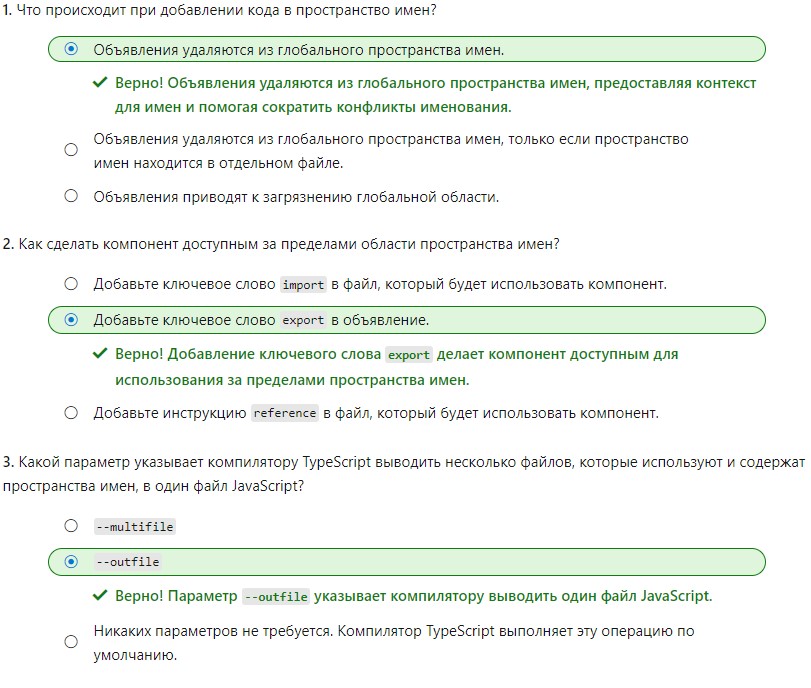 1. Что происходит при добавлении кода в пространство имен?
Объявления удаляются из глобального пространства имен.
Верно! Объявления удаляются из глобального пространства имен, предоставляя контекст
для имен и помогая сократить конфликты именования.
Объявления удаляются из глобального пространства имен, только если пространство
имен находится в отдельном файле.
Объявления приводят к загрязнению глобальной области.
2. Как сделать компонент доступным за пределами области пространства имен?
Добавьте ключевое слово import в файл, который будет использовать компонент.
Добавьте ключевое слово export в объявление.
Верно! Добавление ключевого слова export делает компонент доступным для
использования за пределами пространства имен.
Добавьте инструкцию reference в файл, который будет использовать компонент.
3. Какой параметр указывает компилятору TypeScript выводить несколько файлов, которые используют и содержат
пространства имен, в один файл JavaScript?
--multifile
--outfile
Верно! Параметр --outfile указывает компилятору выводить один файл JavaScript.
Никаких параметров не требуется. Компилятор TypeScript выполняет эту операцию по
умолчанию.